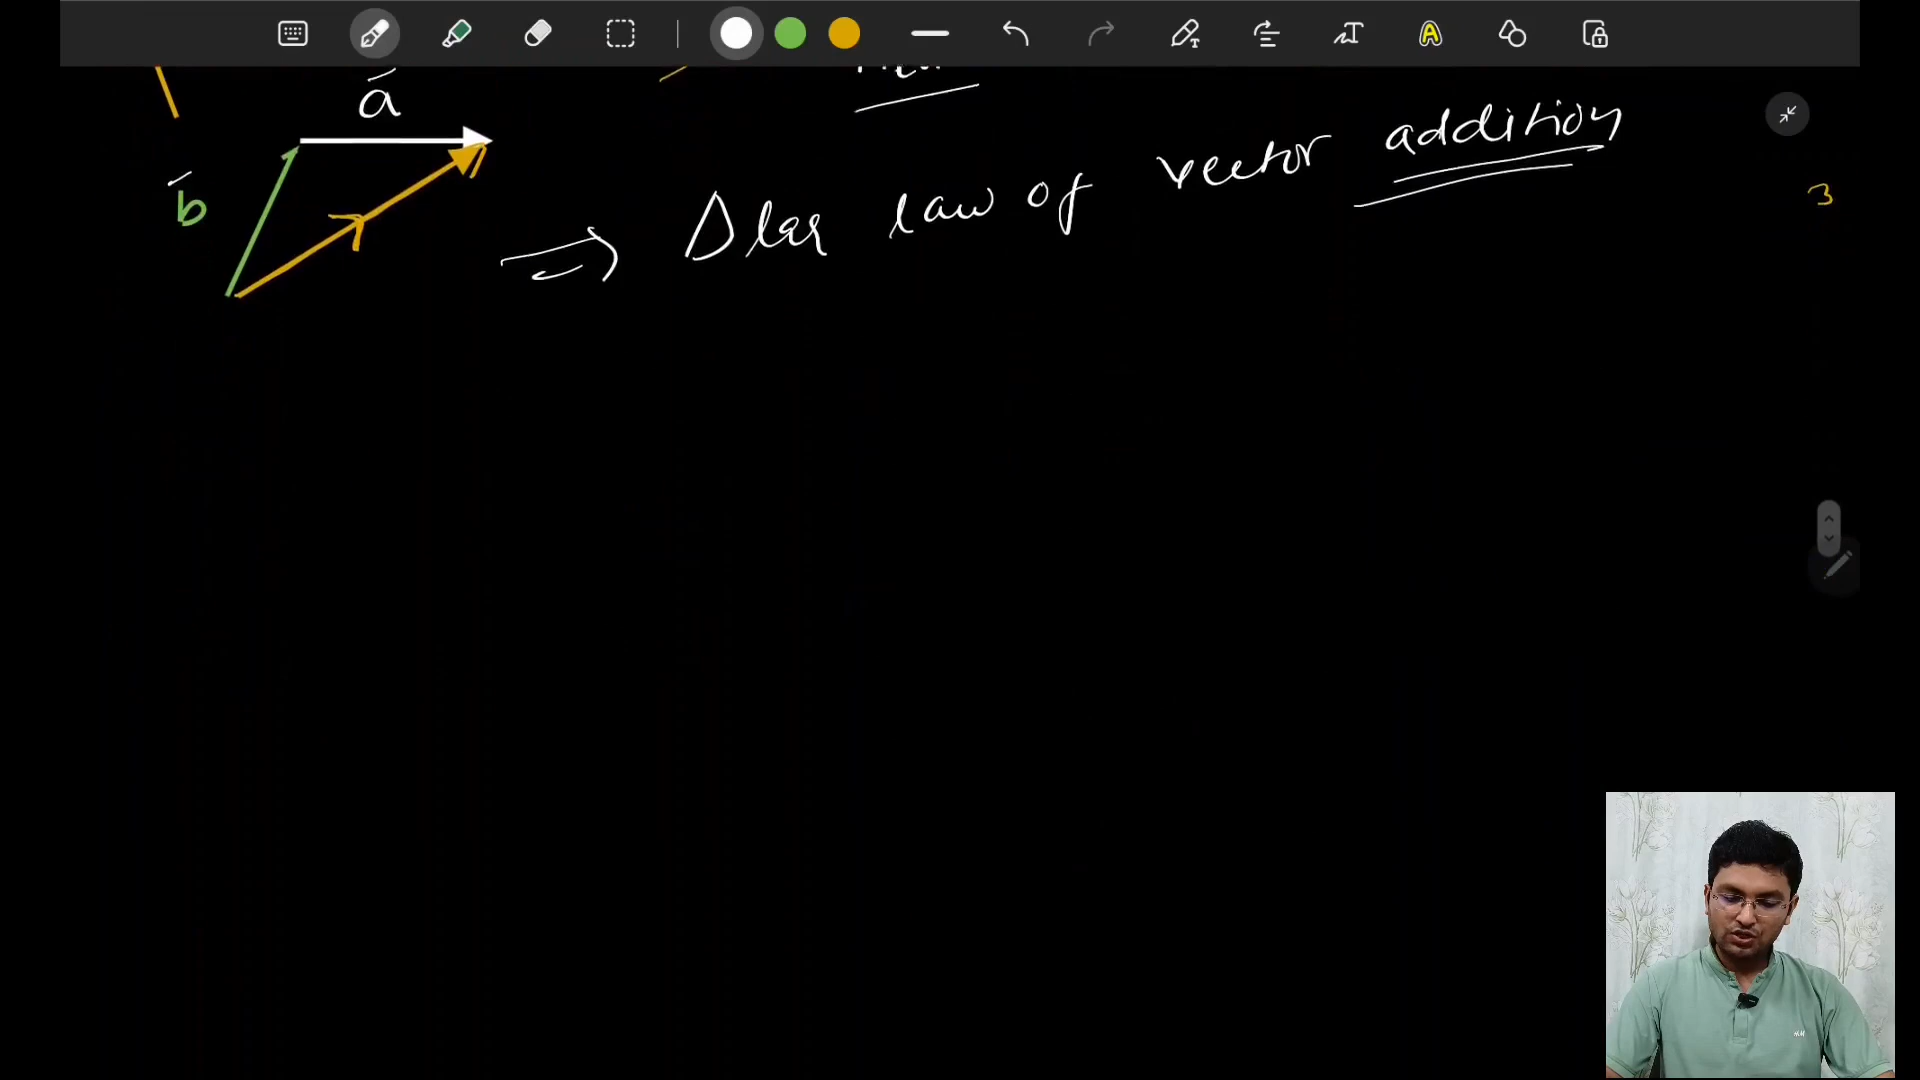 a̅
b̅
⇒ Δlar law of vector addition
3